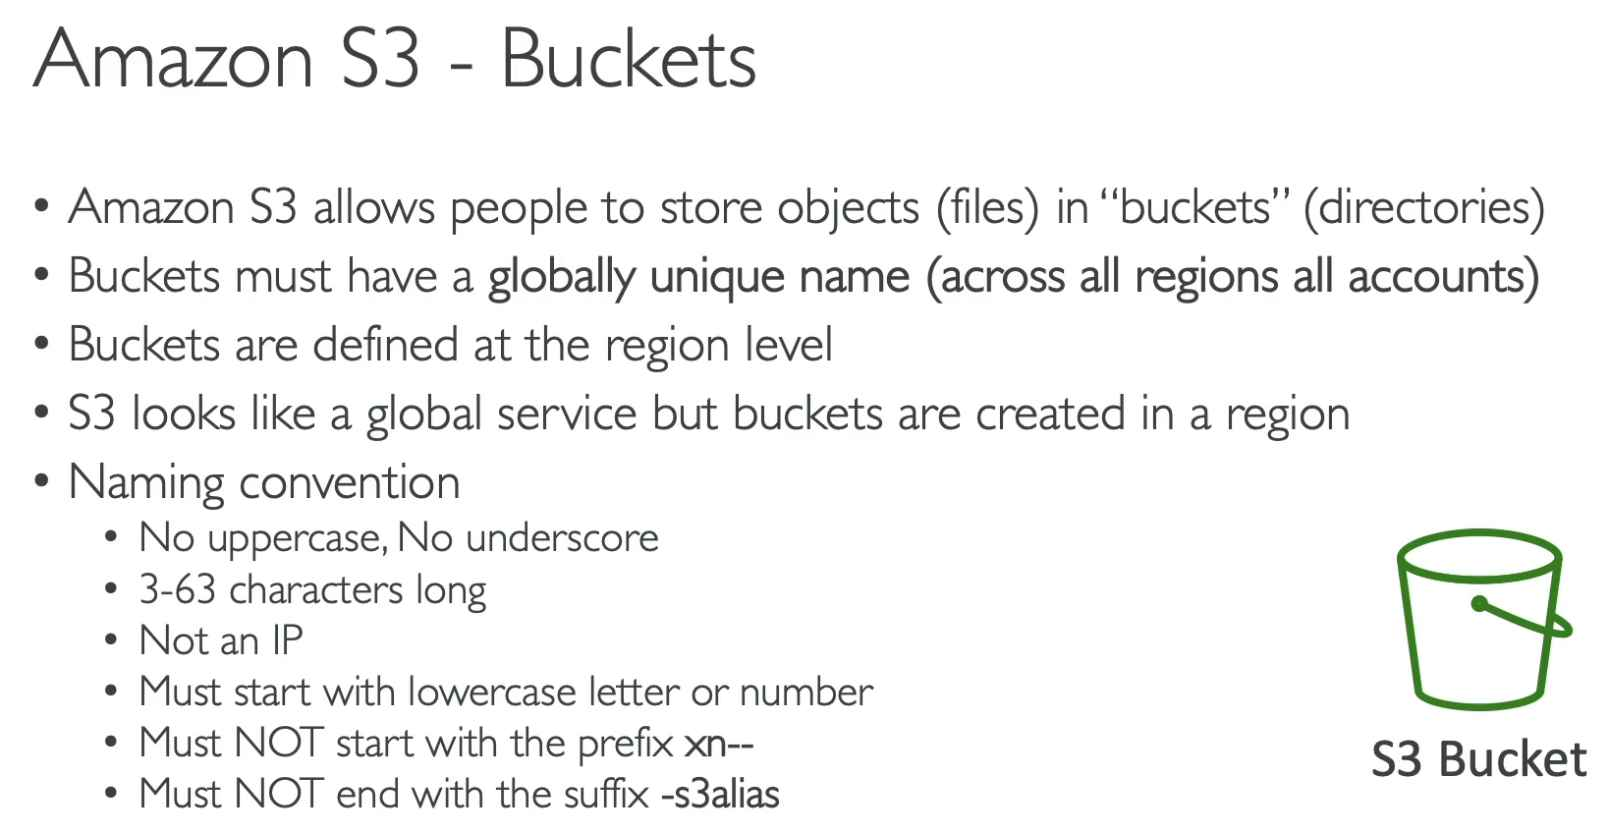 Amazon S3 - Buckets
• Amazon S3 allows people to store objects (files) in “buckets” (directories)
• Buckets must have a globally unique name (across all regions all accounts)
• Buckets are defined at the region level
• S3 looks like a global service but buckets are created in a region
• Naming convention
• No uppercase, No underscore
• 3-63 characters long
• Not an IP
• Must start with lowercase letter or number
• Must NOT start with the prefix xn--
• Must NOT end with the suffix -s3alias
S3 Bucket